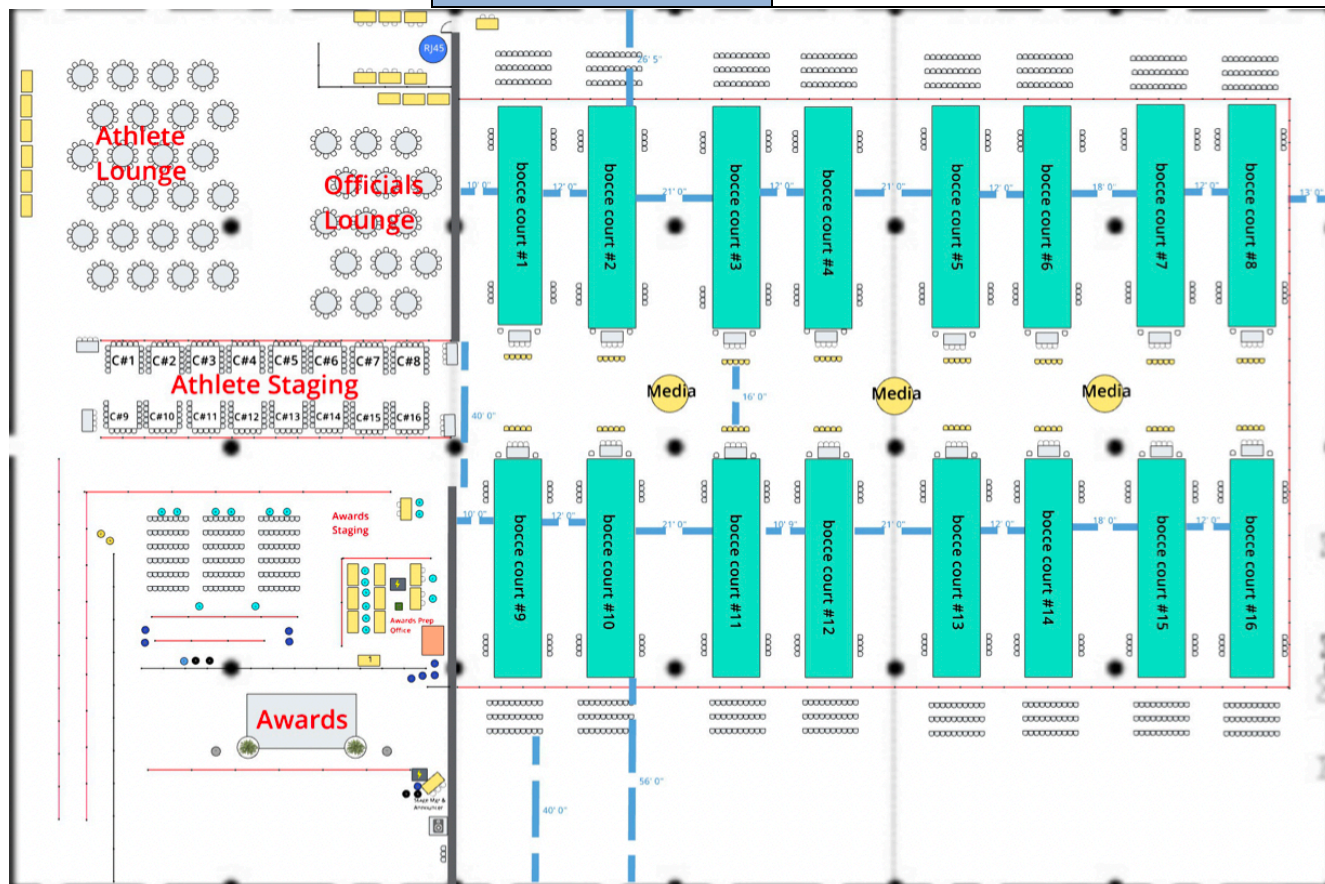 RJ45
26' 5"
Athlete
Lounge
Officials
Lounge
bocce court #1
bocce court #2
bocce court #3
bocce court #4
bocce court #5
bocce court #6
bocce court #7
bocce court #8
10' 0"
12' 0"
21' 0"
12' 0"
21' 0"
12' 0"
18' 0"
12' 0"
13' 0"
C#1
C#2
C#3
C#4
C#5
C#6
C#7
C#8
Athlete Staging
C#9
C#10
C#11
C#12
C#13
C#14
C#15
C#16
40' 0"
Media
Media
Media
16' 0"
Awards
Staging
Awards Prep
Office
1
10' 0"
12' 0"
21' 0"
10' 9"
21' 0"
12' 0"
18' 0"
12' 0"
bocce court #9
bocce court #10
bocce court #11
bocce court #12
bocce court #13
bocce court #14
bocce court #15
bocce court #16
Awards
Stage Mgr &
Announcer
40' 0"
56' 0"